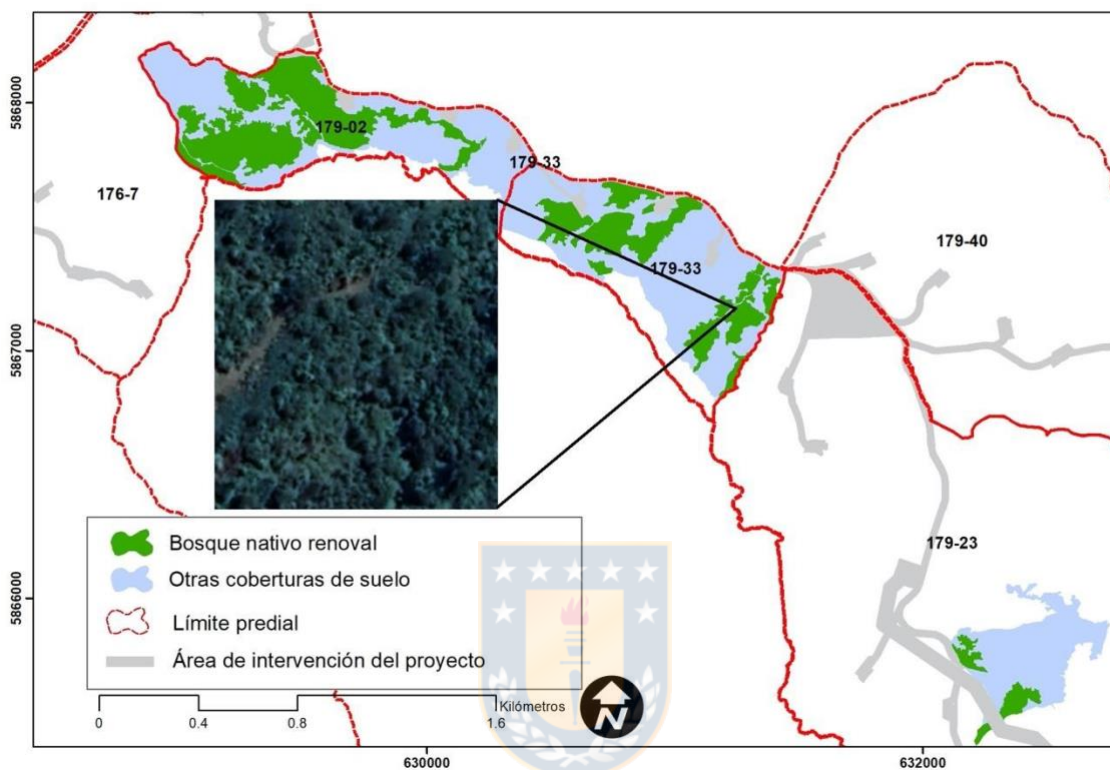 5868000
179-02
179-33
176-7
179-40
179-33
5867000
179-23
5866000
Bosque nativo renoval
Otras coberturas de suelo
Límite predial
Área de intervención del proyecto
Kilómetros
0 0.4 0.8 1.6
N
630000 632000